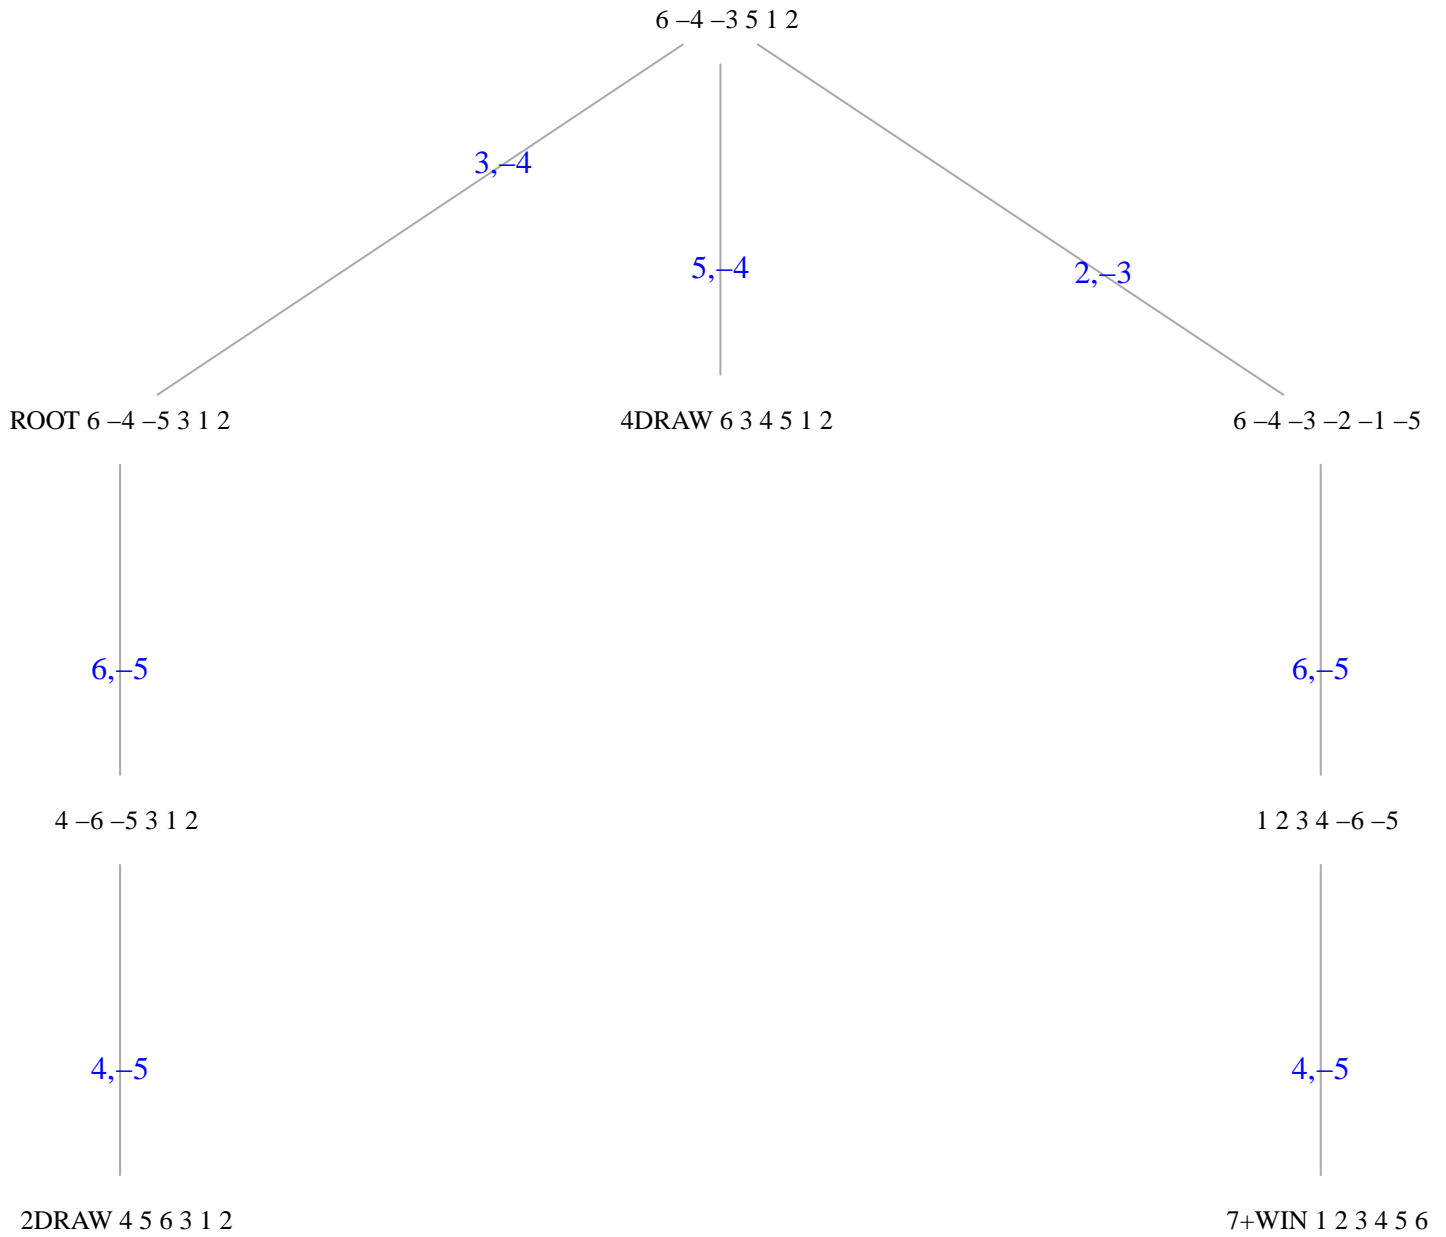 6 –4 –3 5 1 2
3,–4
5,–4
2,–3
ROOT 6 –4 –5 3 1 2
4DRAW 6 3 4 5 1 2
6 –4 –3 –2 –1 –5
6,–5
6,–5
4 –6 –5 3 1 2
1 2 3 4 –6 –5
4,–5
4,–5
2DRAW 4 5 6 3 1 2
7+WIN 1 2 3 4 5 6